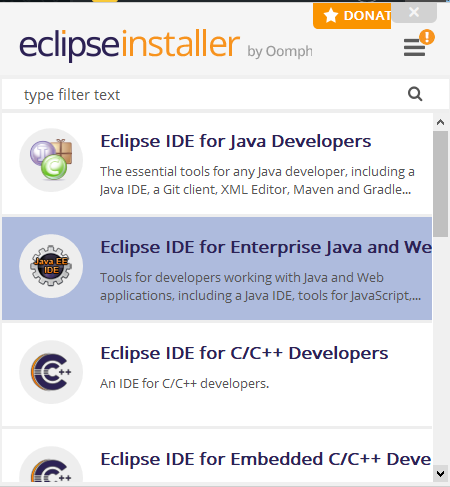 DONAT
eclipseinstaller by Oomph
type filter text
Eclipse IDE for Java Developers
The essential tools for any Java developer, including a
Java IDE, a Git client, XML Editor, Maven and Gradle...
Java EE
IDE
Eclipse IDE for Enterprise Java and We
Tools for developers working with Java and Web
applications, including a Java IDE, tools for JavaScript,...
C++
Eclipse IDE for C/C++ Developers
An IDE for C/C++ developers.
C++
Eclipse IDE for Embedded C/C++ Deve